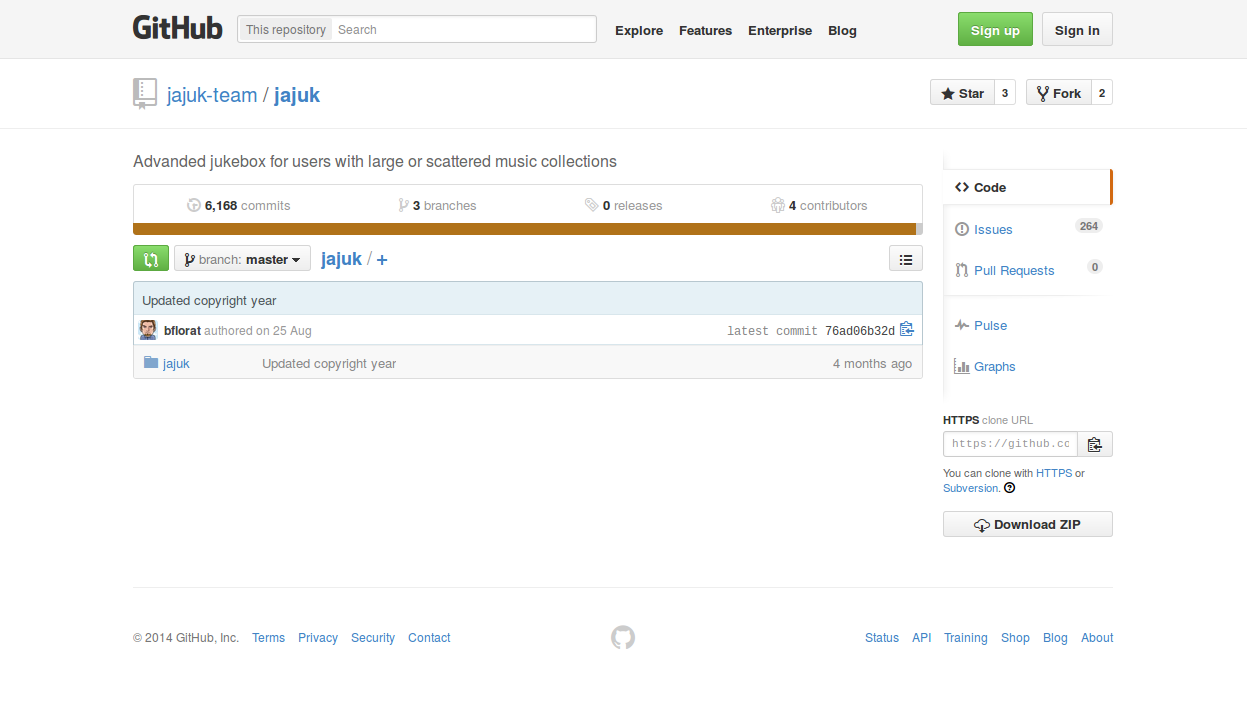 GitHub This repository Search Explore Features Enterprise Blog Sign up Sign in
jajuk-team / jajuk Star 3 Fork 2
Advanded jukebox for users with large or scattered music collections
6,168 commits 3 branches 0 releases 4 contributors
branch: master jajuk / +
Updated copyright year
bflorat authored on 25 Aug latest commit 76ad06b32d
jajuk Updated copyright year 4 months ago
Code
Issues 264
Pull Requests 0
Pulse
Graphs
HTTPS clone URL
https://github.co
You can clone with HTTPS or
Subversion.
Download ZIP
© 2014 GitHub, Inc. Terms Privacy Security Contact Status API Training Shop Blog About